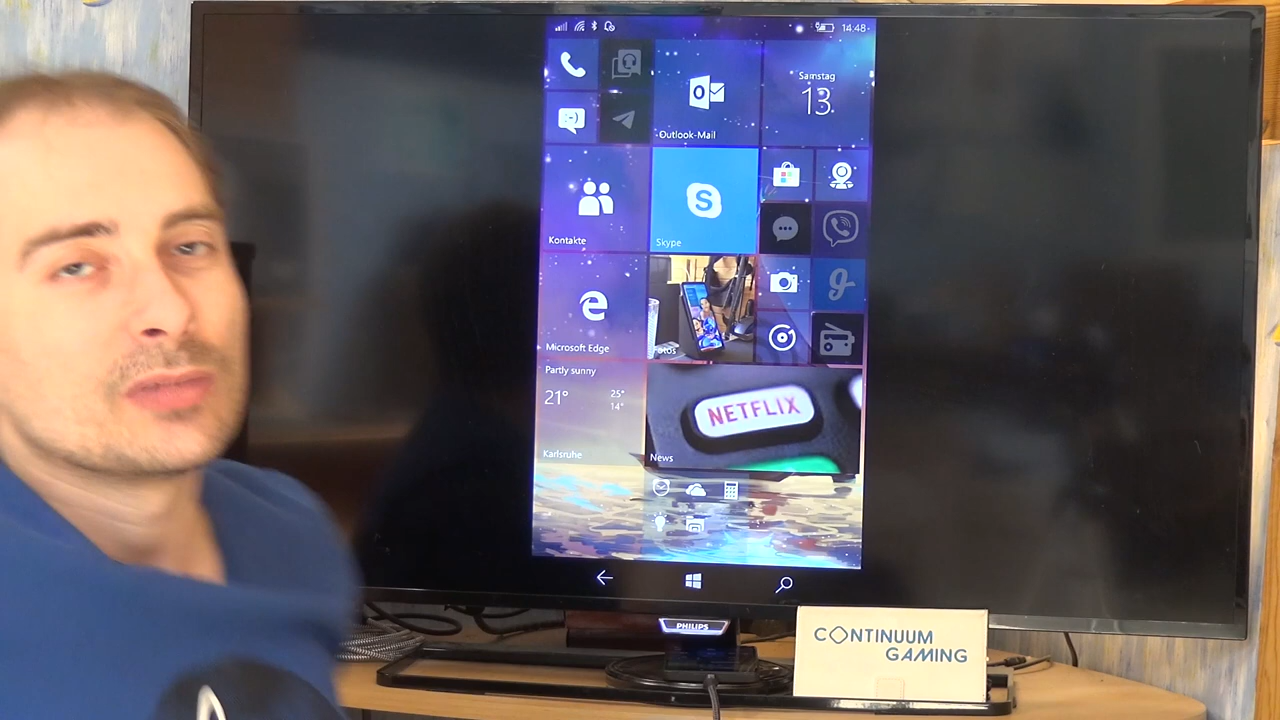 14:48
Samstag
13
Outlook-Mail
Kontakte
Skype
Microsoft Edge
Fotos
Partly sunny
21°
25°
14°
Karlsruhe
NETFLIX
News
PHILIPS
CONTINUUM
GAMING